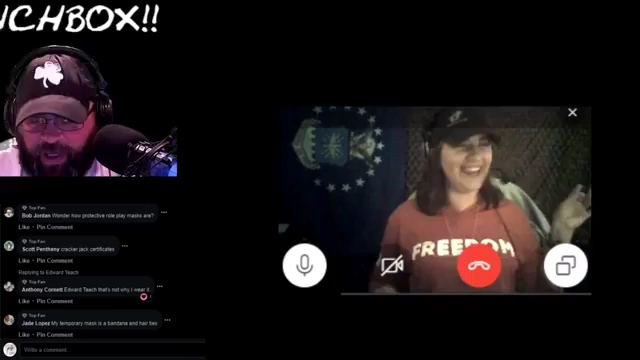 NCHBOX!!
Top Fan
Bob Jordan Wonder how protective role play masks are?
Like · Pin Comment
Top Fan
Scott Pentheny cracker jack certificates
Like · Pin Comment
Replying to Edward Teach
Top Fan
Anthony Cornett Edward Teach that's not why I wear it
Like · Pin Comment
Top Fan
Jade Lopez My temporary mask is a bandana and hair ties
Like · Pin Comment
Write a comment...
FREEDOM